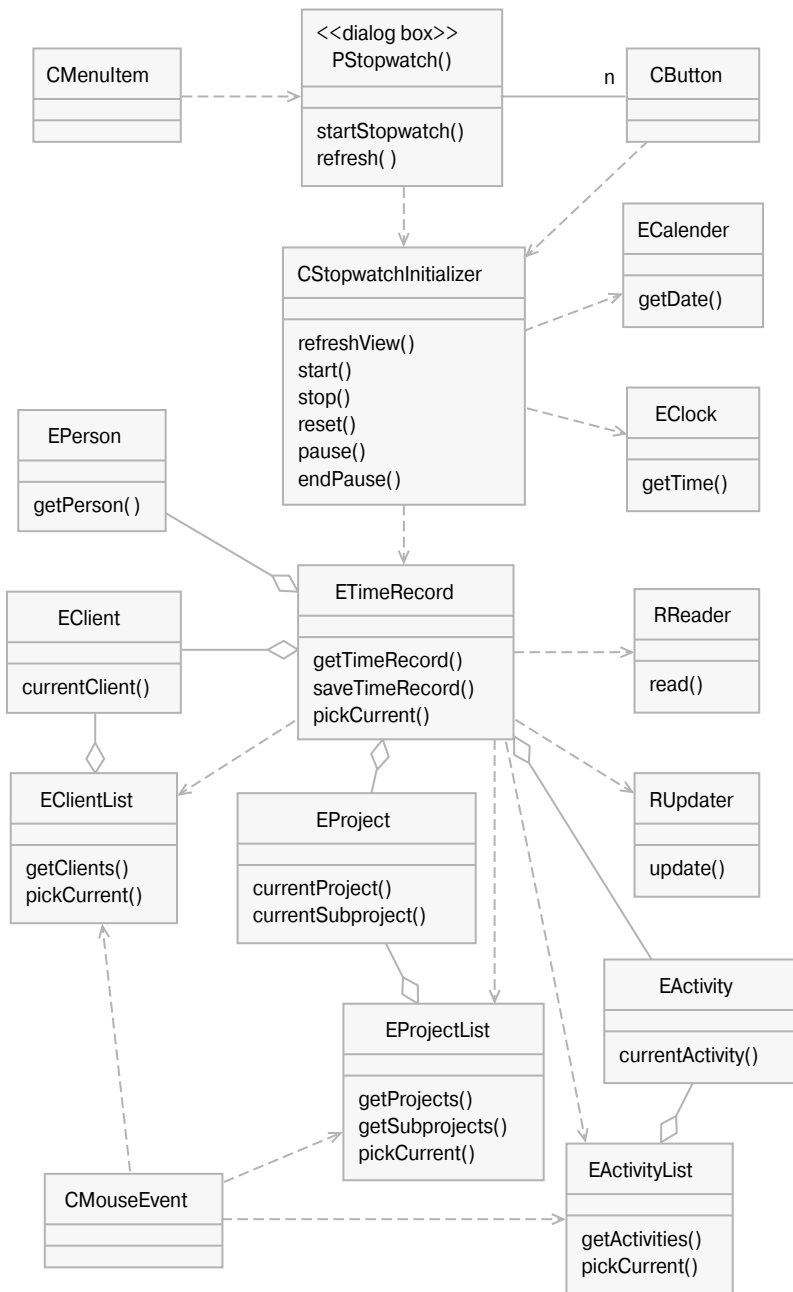 <<dialog box>>
PStopwatch()
startStopwatch()
refresh( )
CMenuItem
n
CButton
ECalender
getDate()
CStopwatchInitializer
refreshView()
start()
stop()
reset()
pause()
endPause()
EClock
getTime()
EPerson
getPerson( )
ETimeRecord
getTimeRecord()
saveTimeRecord()
pickCurrent()
EClient
currentClient()
RReader
read()
EClientList
getClients()
pickCurrent()
EProject
currentProject()
currentSubproject()
RUpdater
update()
EActivity
currentActivity()
EProjectList
getProjects()
getSubprojects()
pickCurrent()
CMouseEvent
EActivityList
getActivities()
pickCurrent()